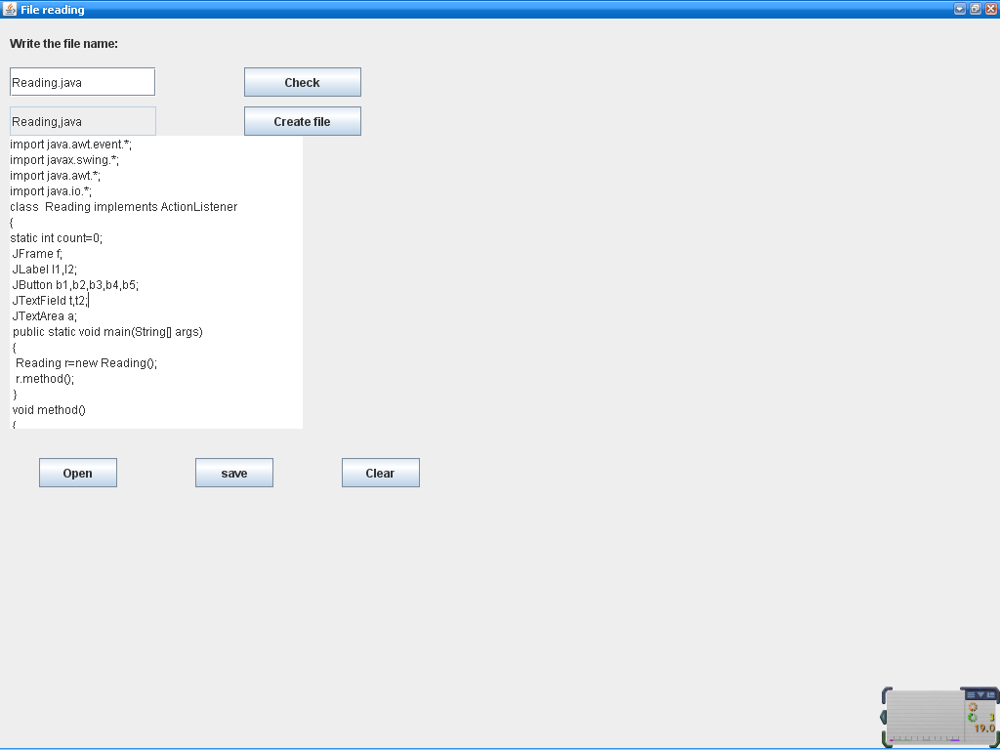 File reading
Write the file name:
Reading.java
Check
Reading,java
Create file
import java.awt.event.*;
import javax.swing.*;
import java.awt.*;
import java.io.*;
class  Reading implements ActionListener
{
static int count=0;
 JFrame f;
 JLabel l1,l2;
 JButton b1,b2,b3,b4,b5;
 JTextField t,t2;
 JTextArea a;
 public static void main(String[] args)
 {
  Reading r=new Reading();
  r.method();
 }
 void method()
 {
Open
save
Clear
3
19.0